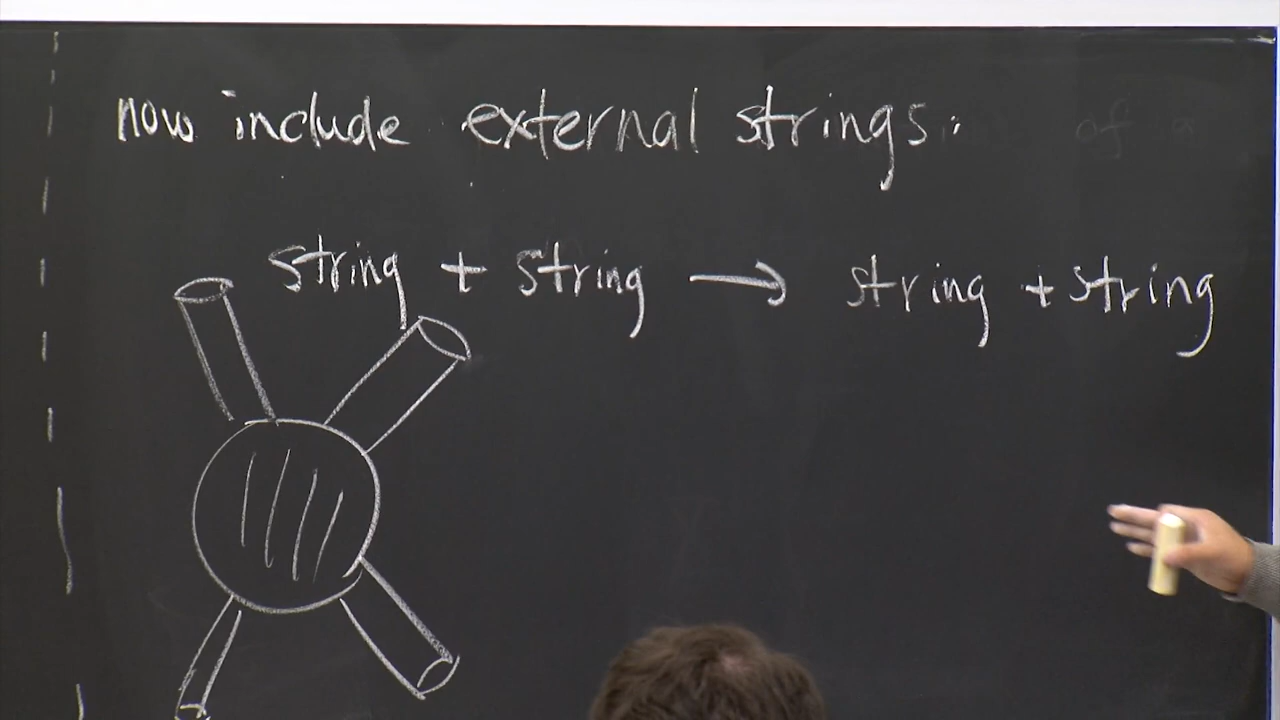 now include external strings:
string + string → string + string